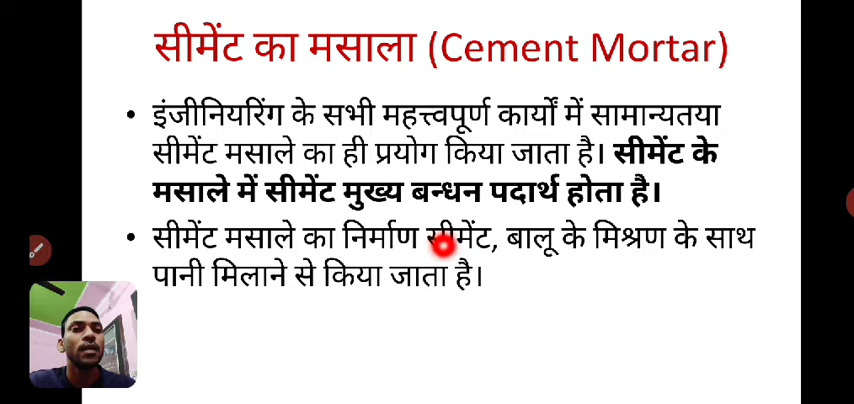 सीमेंट का मसाला (Cement Mortar)
• इंजीनियरिंग के सभी महत्त्वपूर्ण कार्यों में सामान्यतया
सीमेंट मसाले का ही प्रयोग किया जाता है। सीमेंट के
मसाले में सीमेंट मुख्य बन्धन पदार्थ होता है।
• सीमेंट मसाले का निर्माण सीमेंट, बालू के मिश्रण के साथ
पानी मिलाने से किया जाता है।